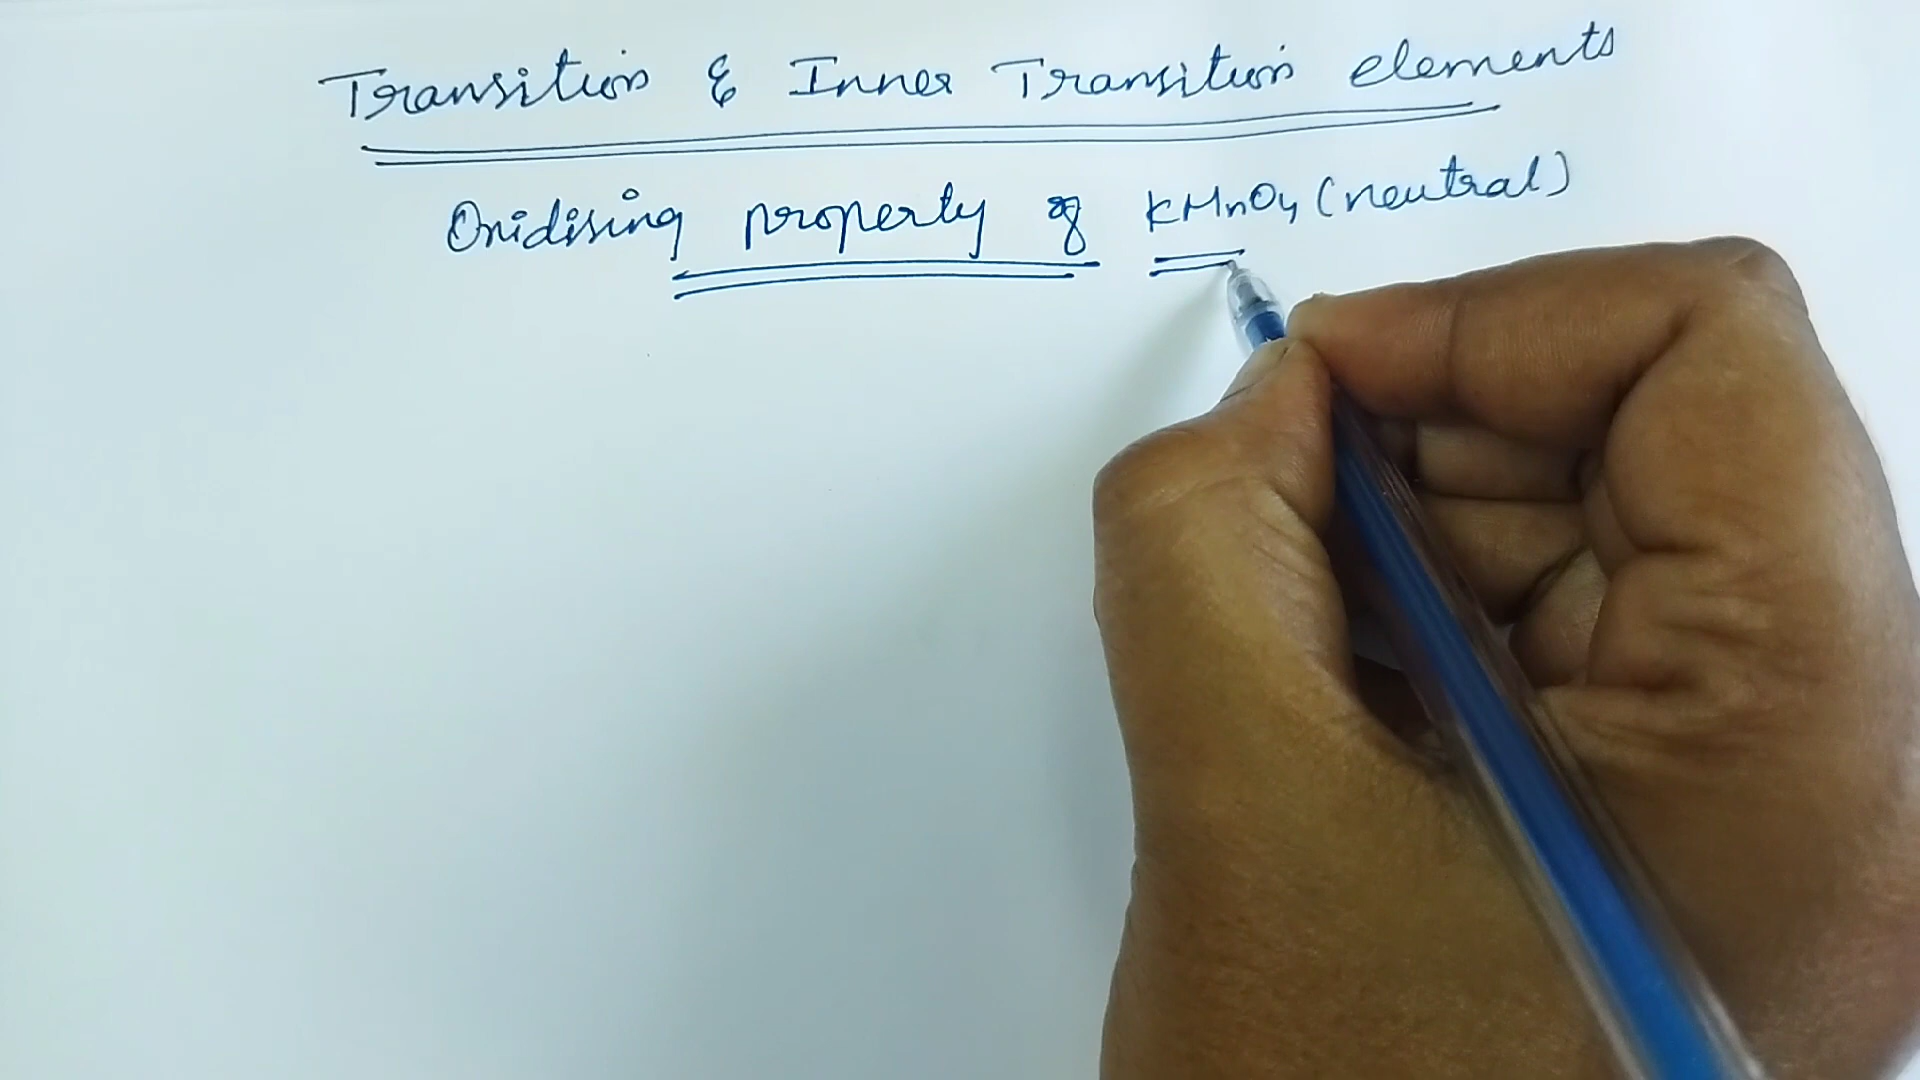 Transition & Inner Transition elements
Oxidising property of KMnO4 (neutral)